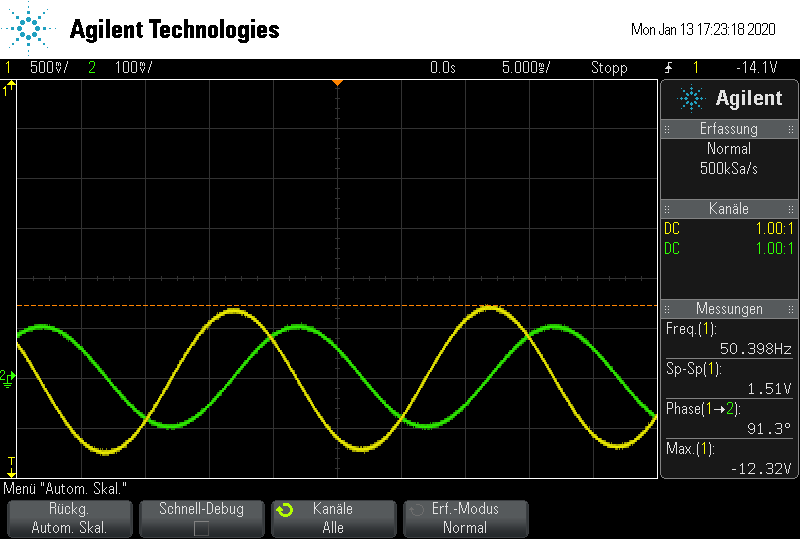 Agilent Technologies
Mon Jan 13 17:23:18 2020
1 500mV/ 2 100mV/ 0.0s 5.000ms/ Stopp 1 -14.1V
1
Agilent
Erfassung
Normal
500kSa/s
Kanäle
DC 1.00:1
DC 1.00:1
Messungen
Freq.(1):
50.398Hz
Sp-Sp(1):
1.51V
Phase(1→2):
91.3°
Max.(1):
-12.32V
2
T
Menü "Autom. Skal."
Rückg.
Autom. Skal.
Schnell-Debug
Kanäle
Alle
Erf.-Modus
Normal